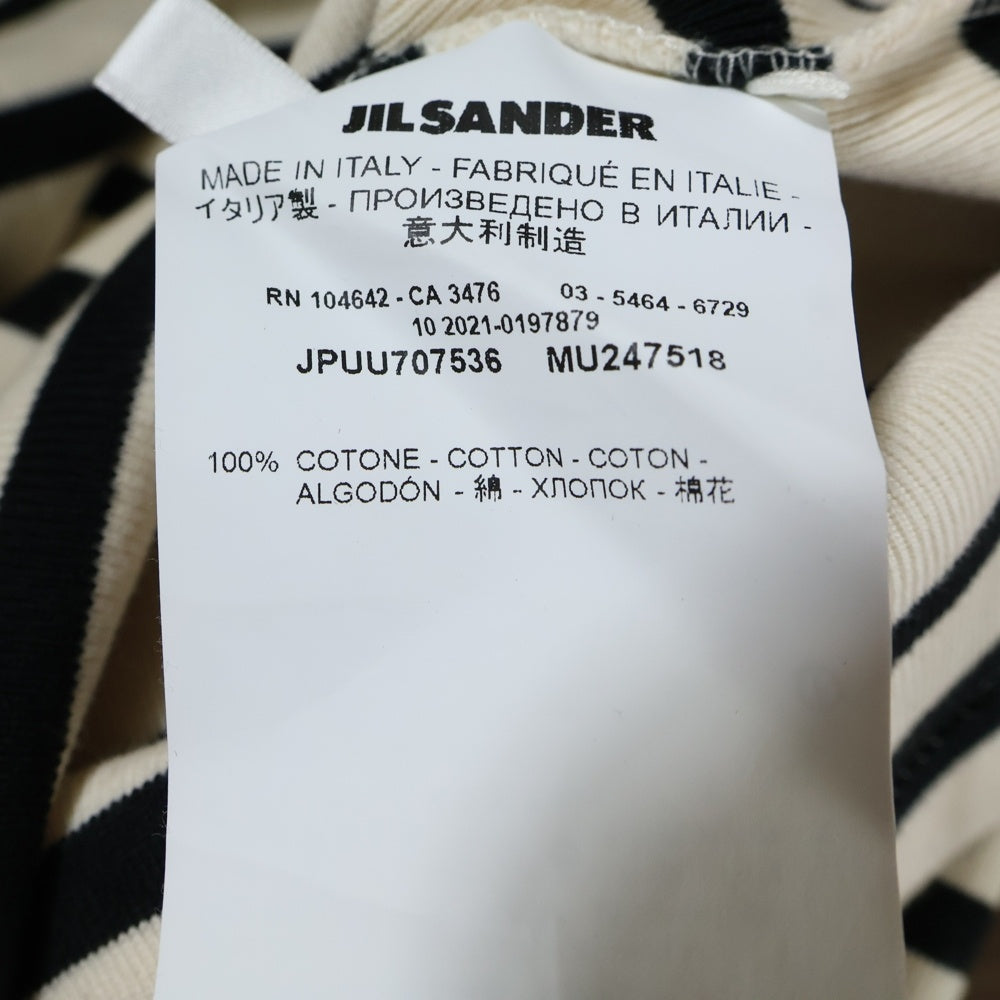 JIL SANDER
MADE IN ITALY - FABRIQUÉ EN ITALIE -
イタリア製 - ПРОИЗВЕДЕНО В ИТАЛИИ -
意大利制造
RN 104642 - CA 3476 03 - 5464 - 6729
10 2021-0197879
JPUU707536 MU247518
100% COTONE - COTTON - COTON -
ALGODÓN - 綿 - ХЛОПОК - 棉花